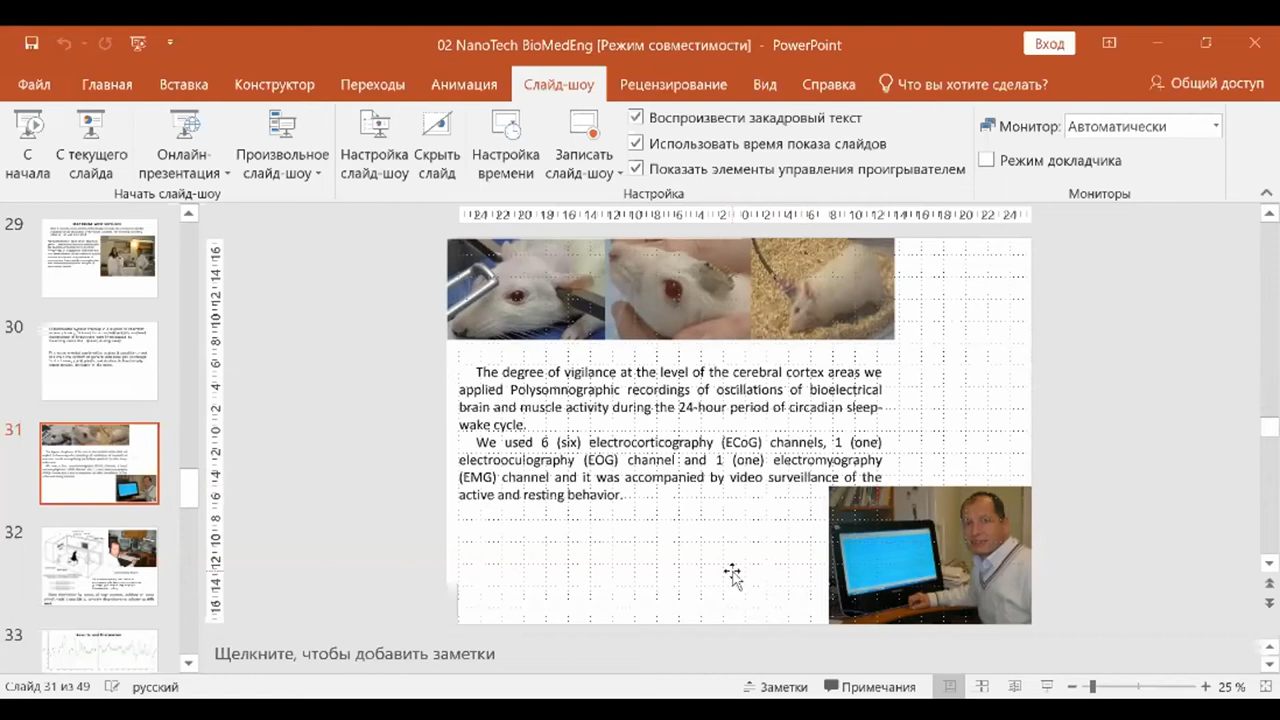 02 NanoTech BioMedEng [Режим совместимости] - PowerPoint
Вход
Файл Главная Вставка Конструктор Переходы Анимация Слайд-шоу Рецензирование Вид Справка Что вы хотите сделать? Общий доступ
С начала
С текущего слайда
Онлайн-презентация
Произвольное слайд-шоу
Начать слайд-шоу
Настройка слайд-шоу
Скрыть слайд
Настройка времени
Записать слайд-шоу
Воспроизвести закадровый текст
Использовать время показа слайдов
Показать элементы управления проигрывателем
Настройка
Монитор: Автоматически
Режим докладчика
Мониторы
29
30
31
32
33
The degree of vigilance at the level of the cerebral cortex areas we
applied Polysomnographic recordings of oscillations of bioelectrical
brain and muscle activity during the 24-hour period of circadian sleep-
wake cycle.
We used 6 (six) electrocorticography (ECoG) channels, 1 (one)
electrooculography (EOG) channel and 1 (one) electromyography
(EMG) channel and it was accompanied by video surveillance of the
active and resting behavior.
Щелкните, чтобы добавить заметки
Слайд 31 из 49 русский Заметки Примечания 25 %